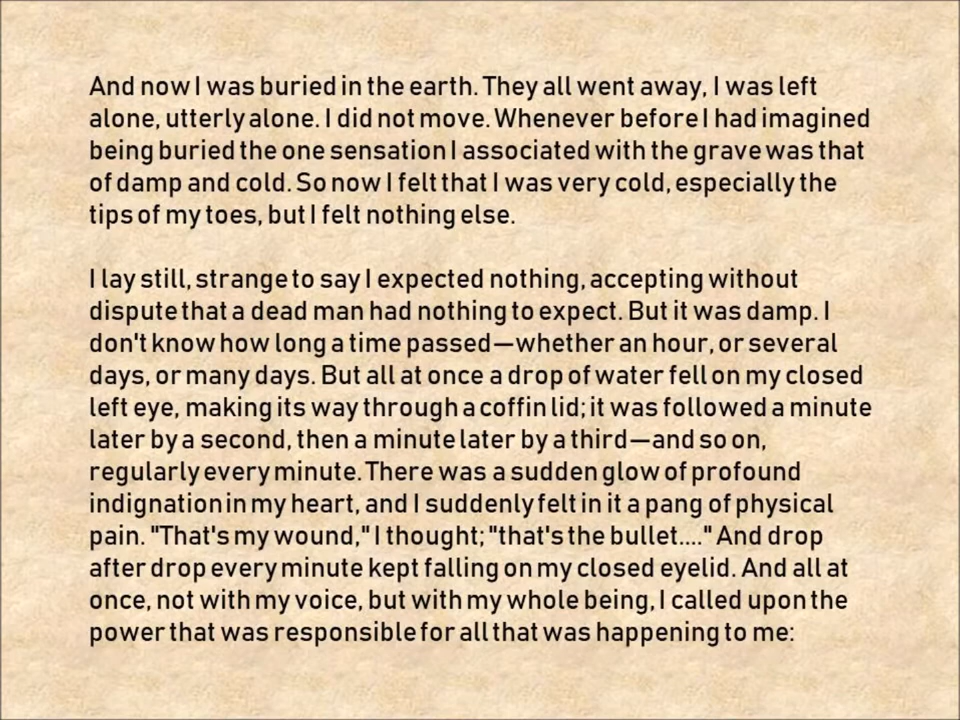 And now I was buried in the earth. They all went away, I was left
alone, utterly alone. I did not move. Whenever before I had imagined
being buried the one sensation I associated with the grave was that
of damp and cold. So now I felt that I was very cold, especially the
tips of my toes, but I felt nothing else.

I lay still, strange to say I expected nothing, accepting without
dispute that a dead man had nothing to expect. But it was damp. I
don't know how long a time passed—whether an hour, or several
days, or many days. But all at once a drop of water fell on my closed
left eye, making its way through a coffin lid; it was followed a minute
later by a second, then a minute later by a third—and so on,
regularly every minute. There was a sudden glow of profound
indignation in my heart, and I suddenly felt in it a pang of physical
pain. "That's my wound," I thought; "that's the bullet...." And drop
after drop every minute kept falling on my closed eyelid. And all at
once, not with my voice, but with my whole being, I called upon the
power that was responsible for all that was happening to me: